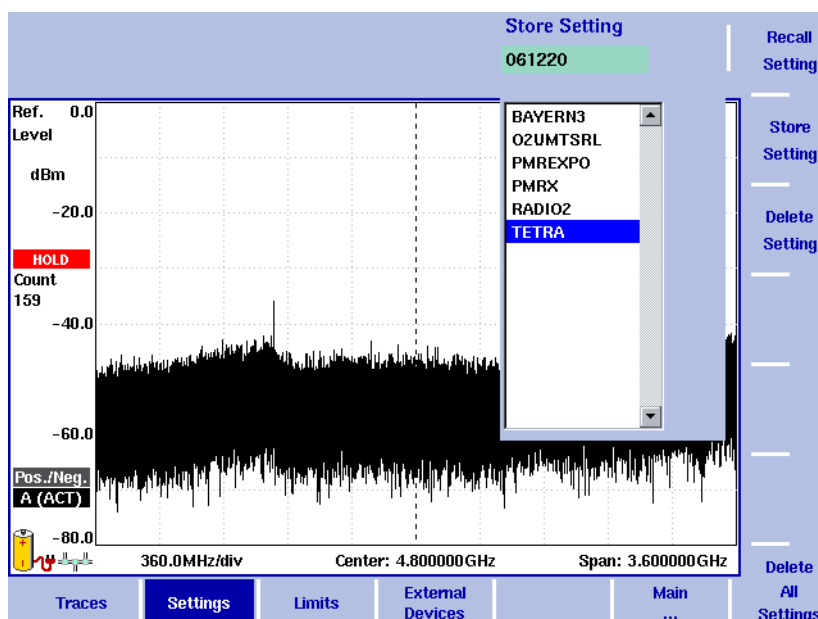 Store Setting
061220
Recall
Setting
Ref. 0.0
Level
dBm
-20.0
HOLD
Count
159
-40.0
-60.0
Pos./Neg.
A (ACT)
-80.0
BAYERN3
O2UMTSRL
PMREXPO
PMRX
RADIO2
TETRA
Store
Setting
Delete
Setting
360.0MHz/div
Center: 4.800000GHz
Span: 3.600000GHz
Delete
All
Settings
Traces
Settings
Limits
External
Devices
Main
...